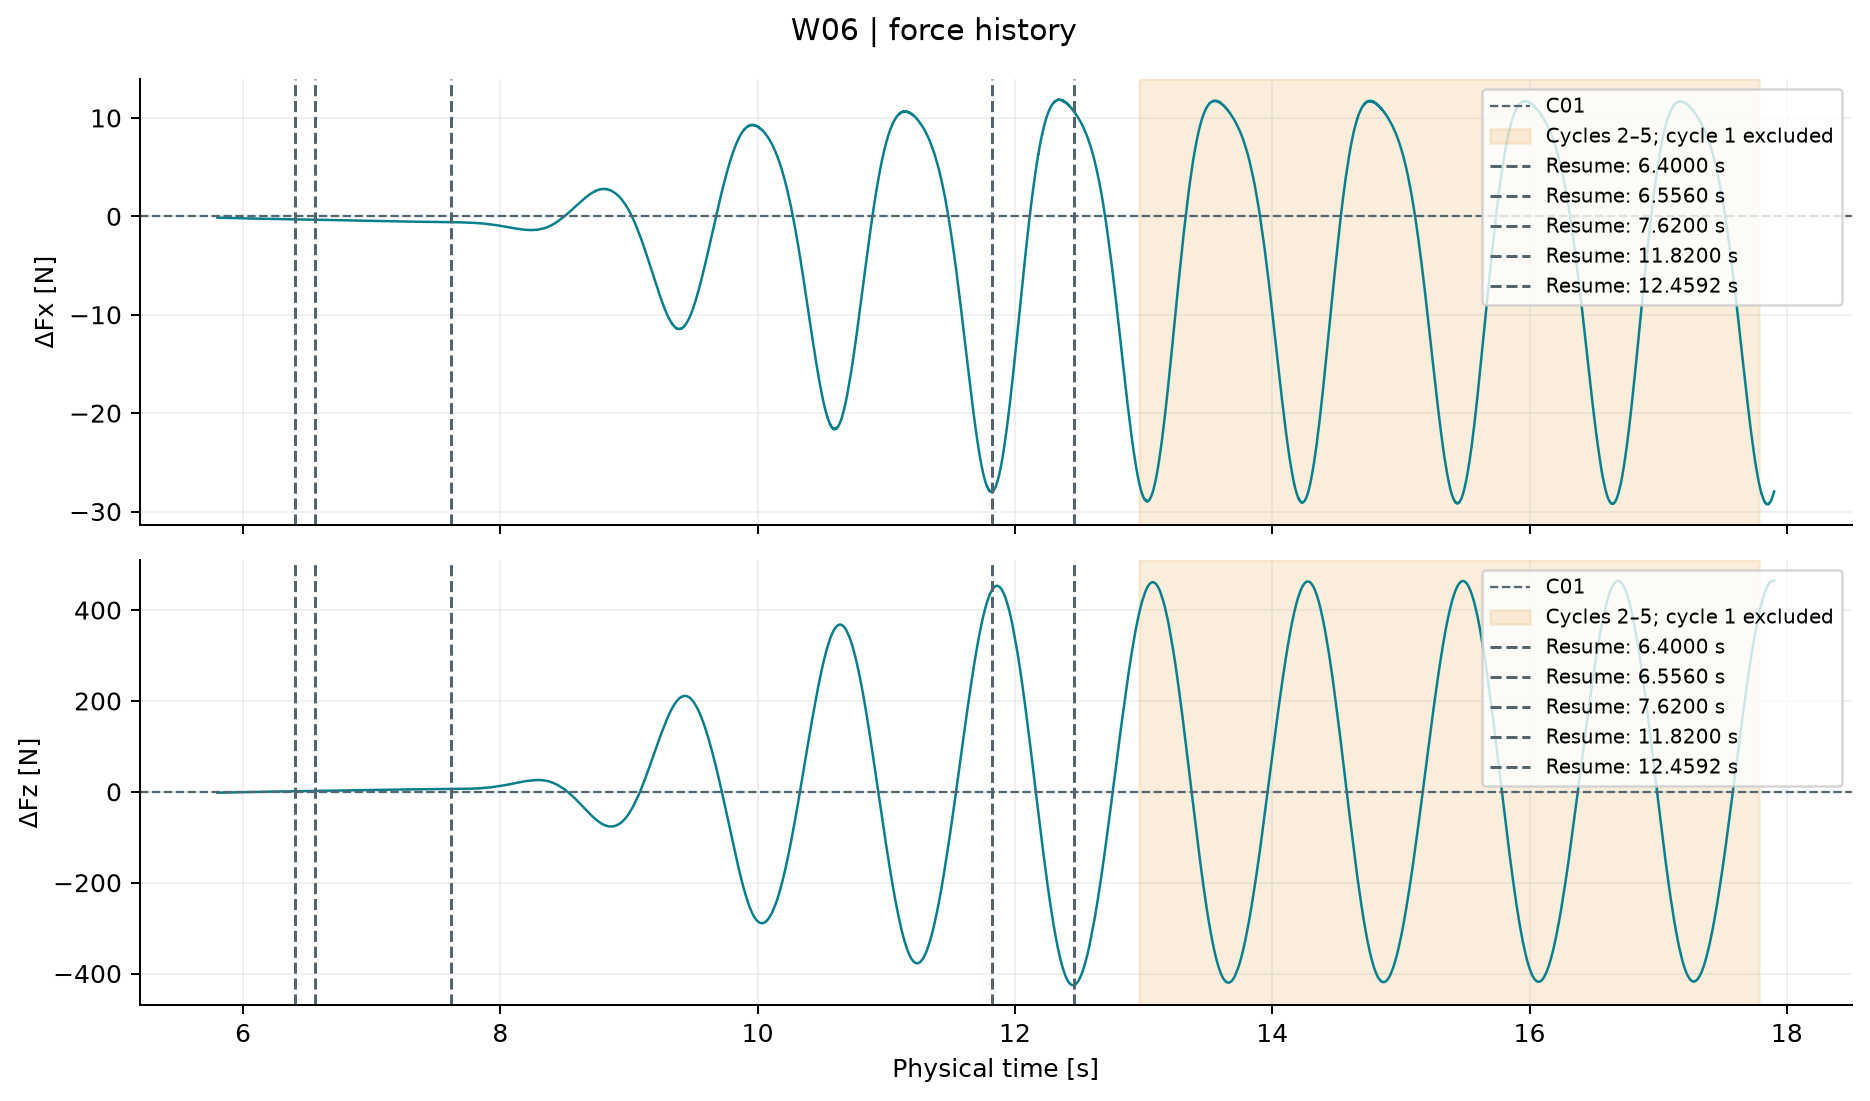 W06 | force history
ΔFx [N]
10
0
−10
−20
−30
C01
Cycles 2–5; cycle 1 excluded
Resume: 6.4000 s
Resume: 6.5560 s
Resume: 7.6200 s
Resume: 11.8200 s
Resume: 12.4592 s
ΔFz [N]
400
200
0
−200
−400
C01
Cycles 2–5; cycle 1 excluded
Resume: 6.4000 s
Resume: 6.5560 s
Resume: 7.6200 s
Resume: 11.8200 s
Resume: 12.4592 s
6 8 10 12 14 16 18
Physical time [s]